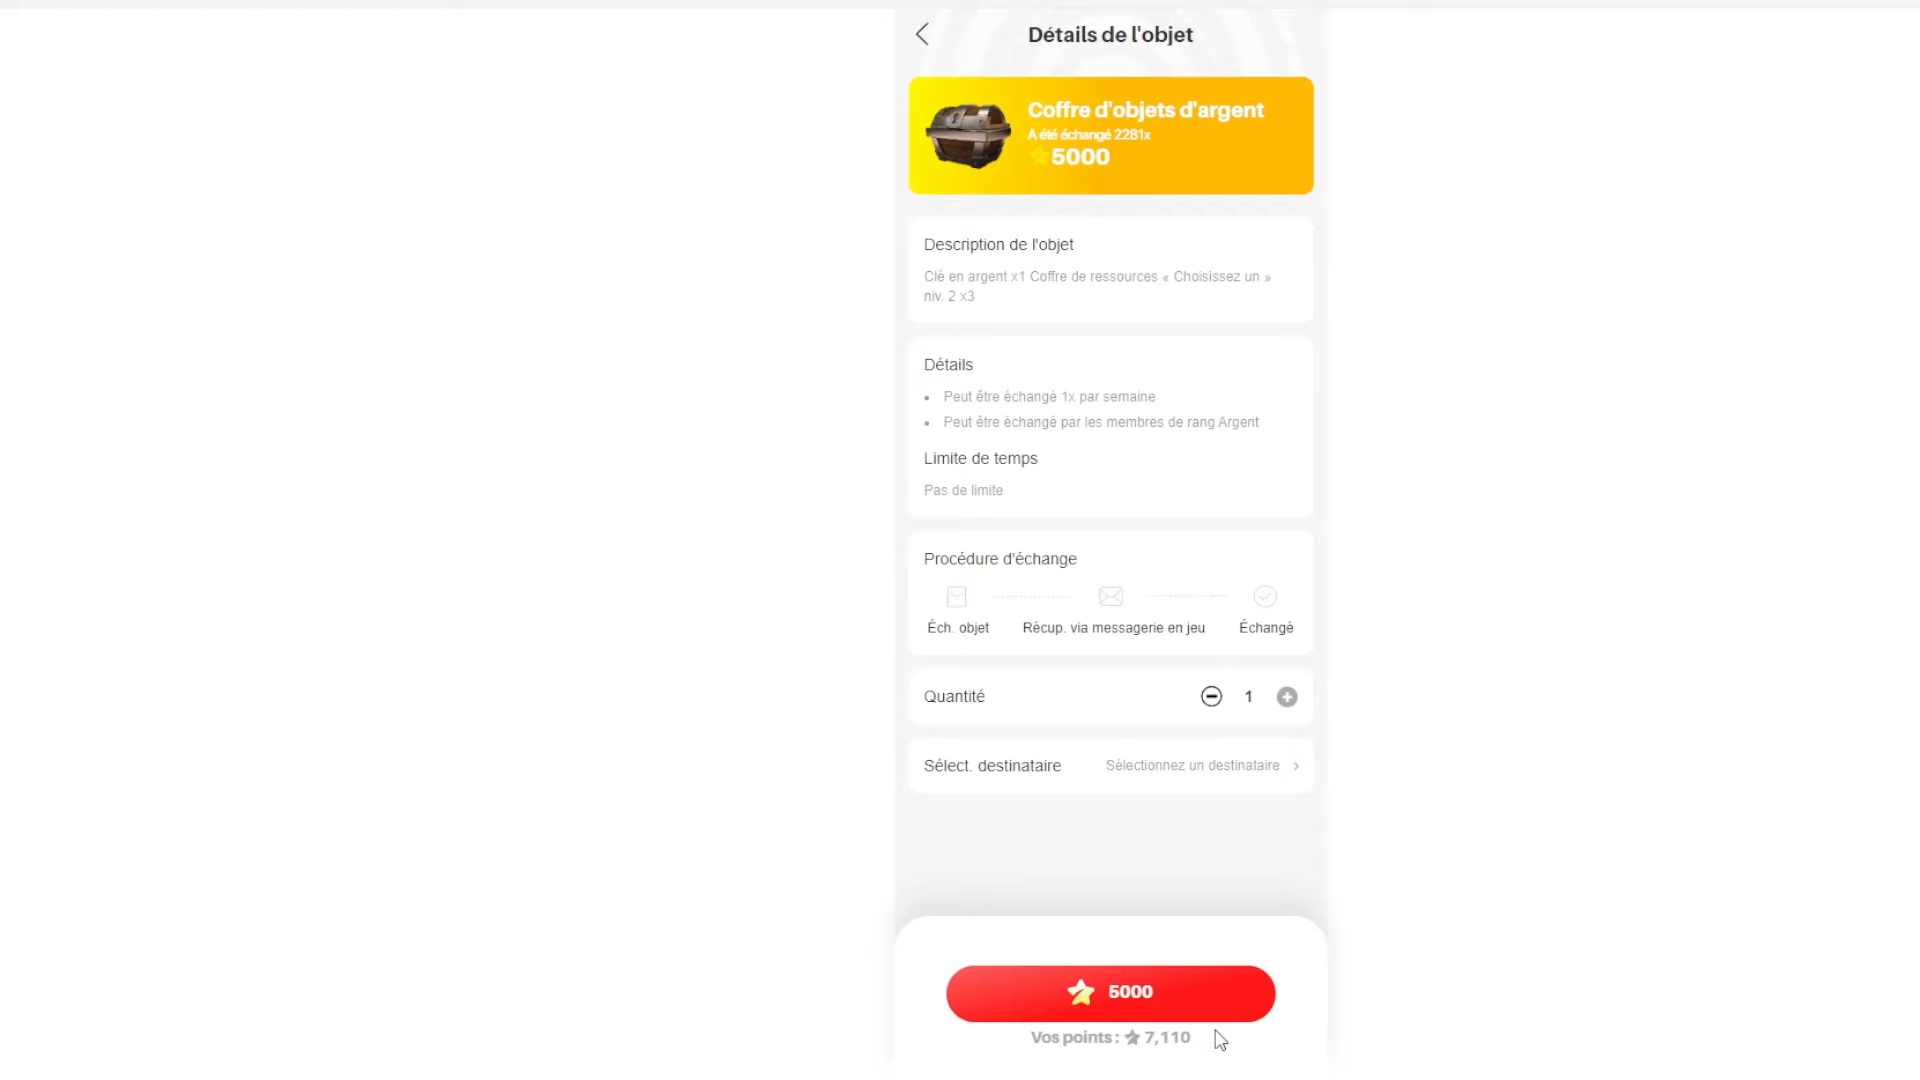 Détails de l'objet
Coffre d'objets d'argent
A été échangé 2281x
5000
Description de l'objet
Clé en argent x1 Coffre de ressources « Choisissez un »
niv. 2 x3
Détails
Peut être échangé 1x par semaine
Peut être échangé par les membres de rang Argent
Limite de temps
Pas de limite
Procédure d'échange
Éch. objet Récup. via messagerie en jeu Échangé
Quantité 1
Sélect. destinataire Sélectionnez un destinataire
5000
Vos points : 7,110